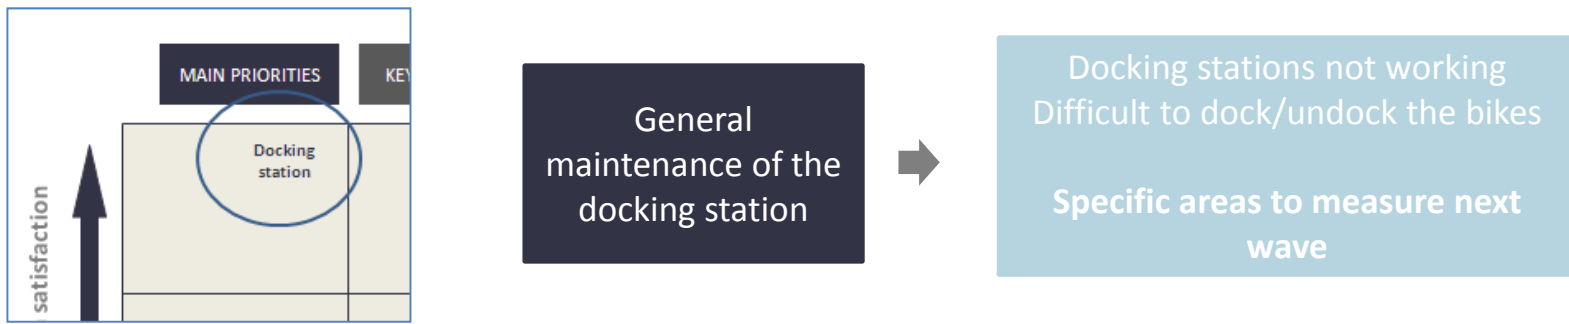 MAIN PRIORITIES
KEY
Docking
station
satisfaction
General
maintenance of the
docking station
Docking stations not working
Difficult to dock/undock the bikes
Specific areas to measure next
wave